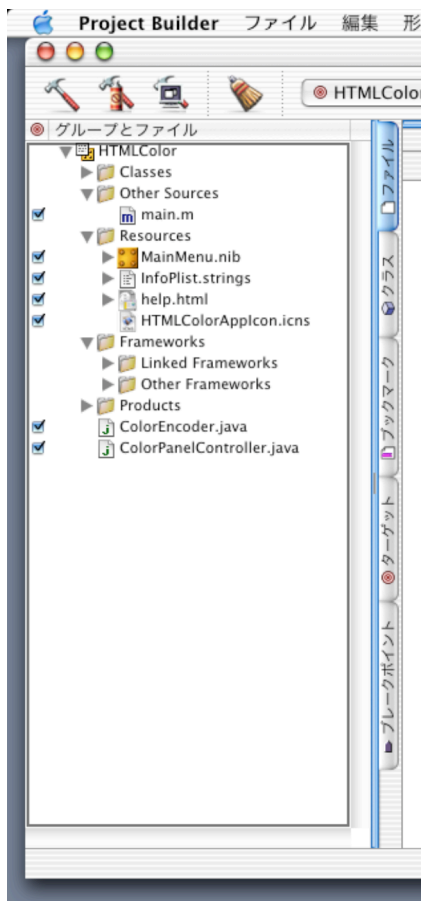 Project Builder ファイル 編集 形
HTMLColor
グループとファイル
HTMLColor
Classes
Other Sources
main.m
Resources
MainMenu.nib
InfoPlist.strings
help.html
HTMLColorAppIcon.icns
Frameworks
Linked Frameworks
Other Frameworks
Products
ColorEncoder.java
ColorPanelController.java
ファイル
クラス
ブックマーク
ターゲット
ブレークポイント